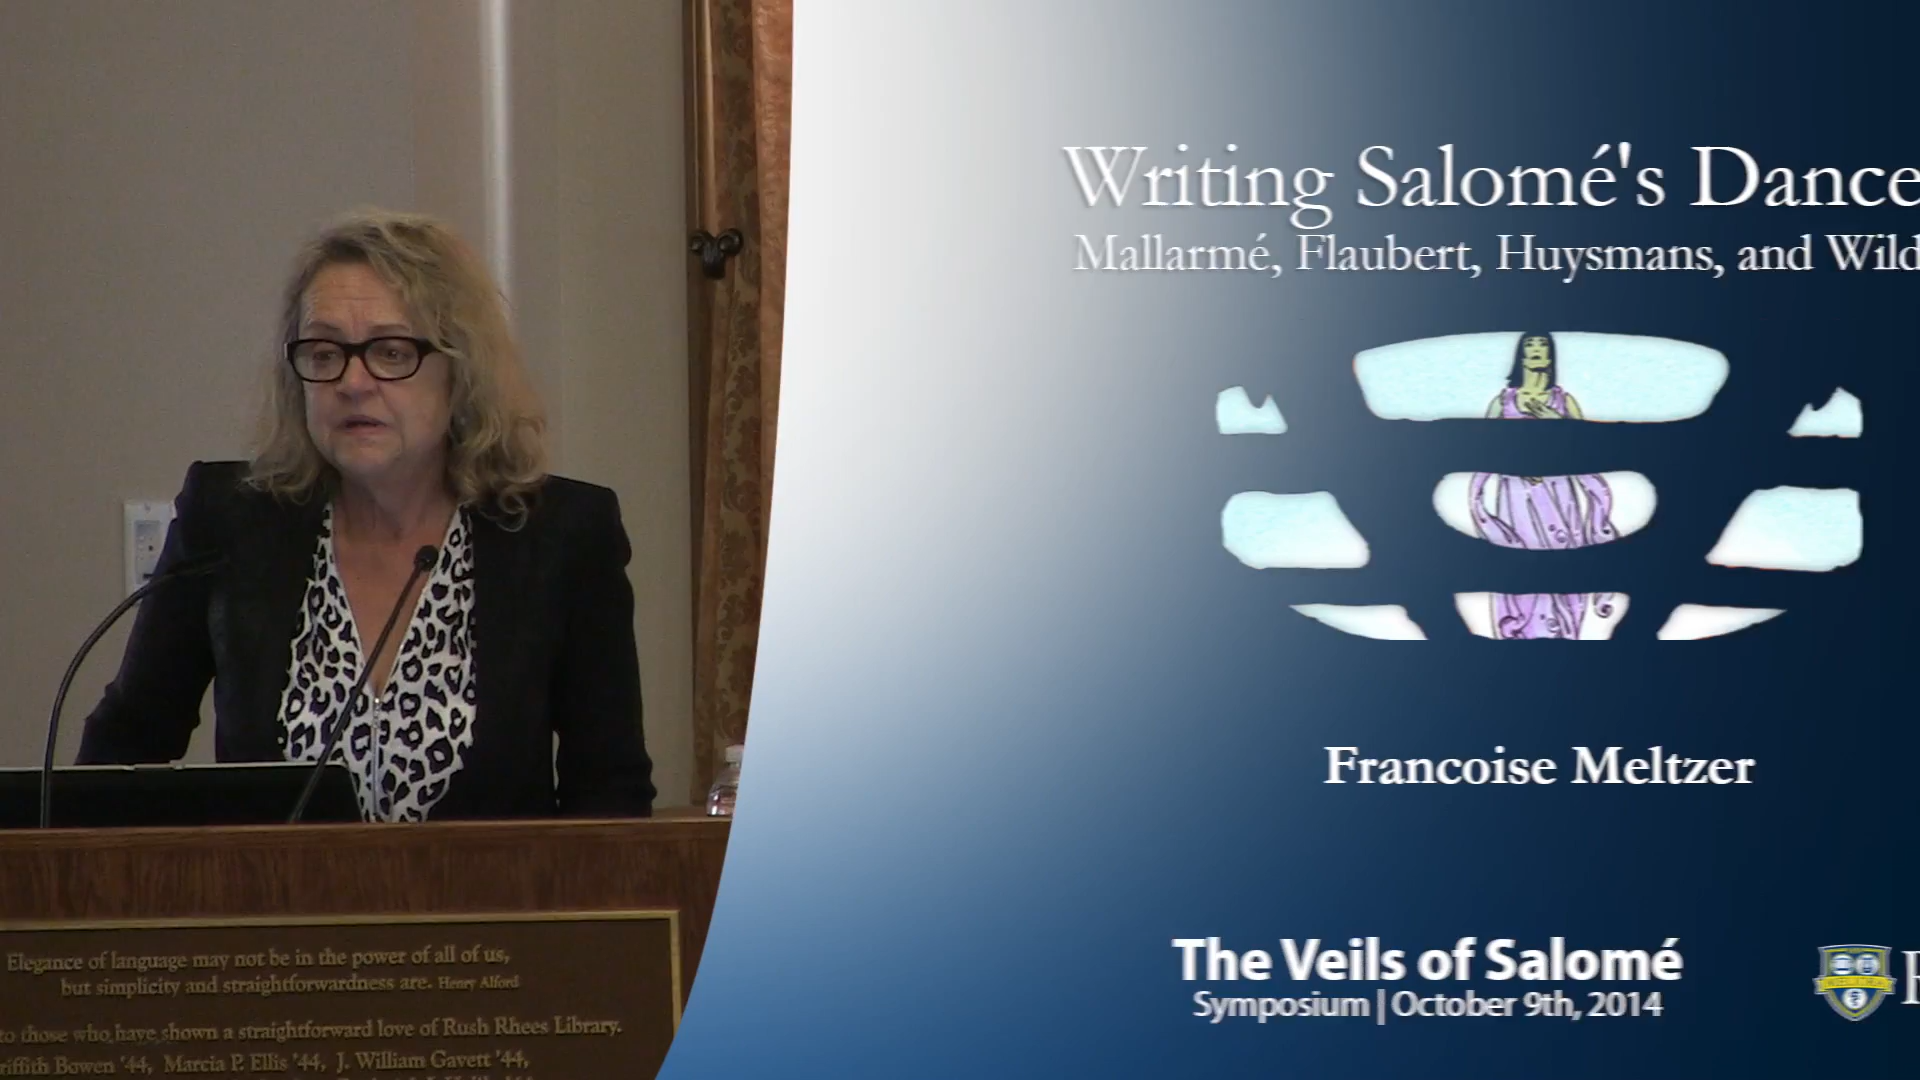 Writing Salomé's Dance
Mallarmé, Flaubert, Huysmans, and Wild
Francoise Meltzer
The Veils of Salomé
Symposium | October 9th, 2014
Elegance of language may not be in the power of all of us,
but simplicity and straightforwardness are. Henry Alford
to those who have shown a straightforward love of Rush Rhees Library.
riffith Bowen '44, Marcia P. Ellis '44, J. William Gavett '44,